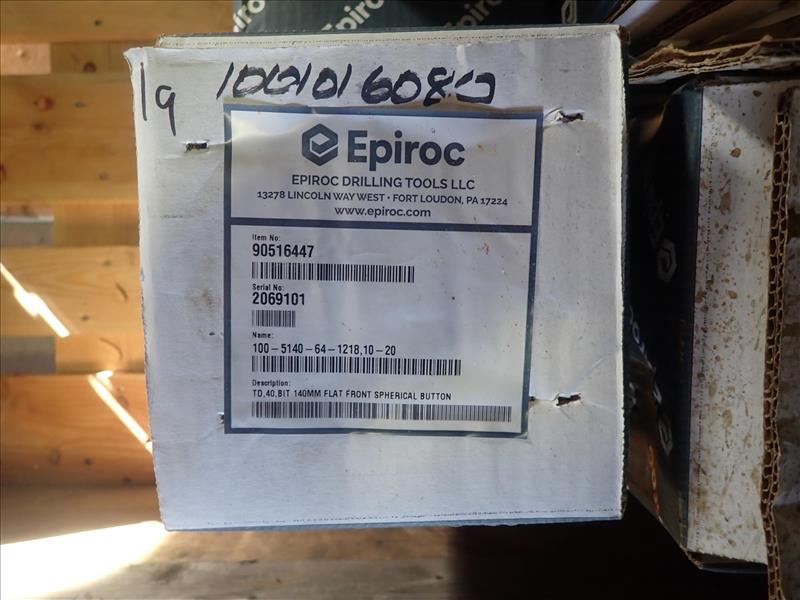 Epiroc
19 1001016080
Epiroc
EPIROC DRILLING TOOLS LLC
13278 LINCOLN WAY WEST • FORT LOUDON, PA 17224
www.epiroc.com
Item No:
90516447
Serial No:
2069101
Name:
100-5140-64-1218,10-20
Description:
TD,40,BIT 140MM FLAT FRONT SPHERICAL BUTTON